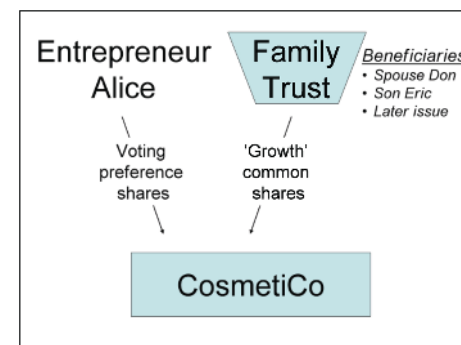 Entrepreneur
Alice
Family
Trust
Beneficiaries
• Spouse Don
• Son Eric
• Later issue
Voting
preference
shares
'Growth'
common
shares
CosmetiCo